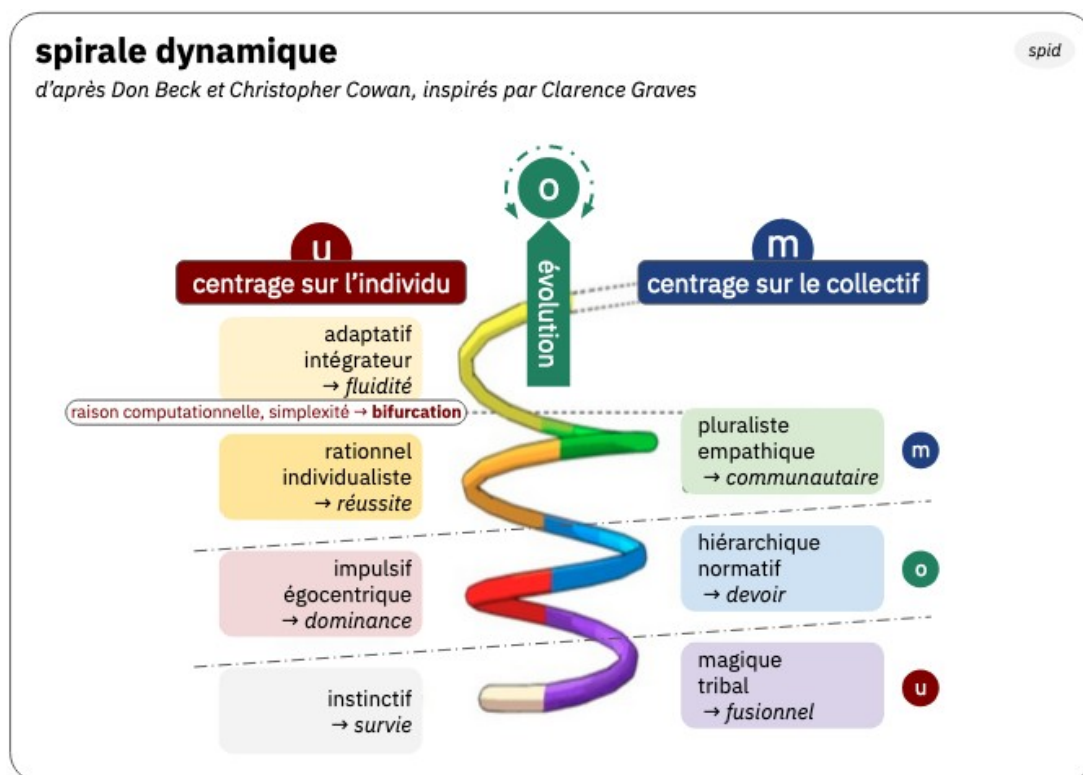 spirale dynamique
spid
d'après Don Beck et Christopher Cowan, inspirés par Clarence Graves
o
u
m
centrage sur l'individu
évolution
centrage sur le collectif
adaptatif
intégrateur
→ fluidité
raison computationnelle, simplexité → bifurcation
pluraliste
empathique
→ communautaire
m
rationnel
individualiste
→ réussite
hiérarchique
normatif
→ devoir
o
impulsif
égocentrique
→ dominance
magique
tribal
→ fusionnel
u
instinctif
→ survie